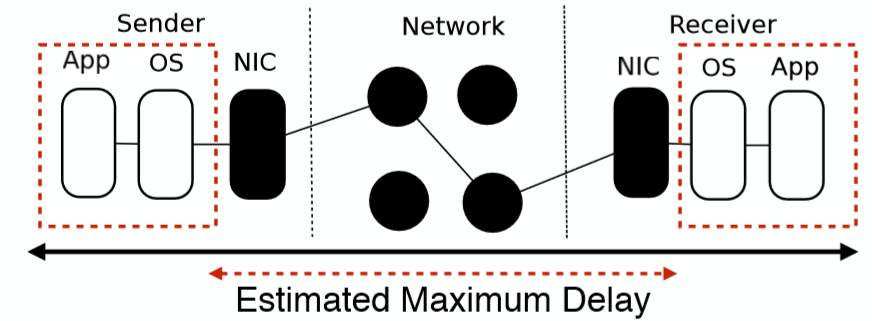 Sender
Network
Receiver
App
OS
NIC
NIC
OS
App
Estimated Maximum Delay